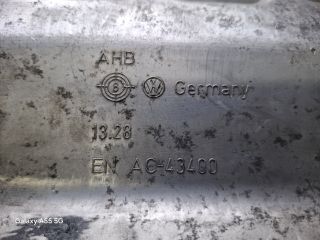 AHB
Germany
13.28
EN AC-43400
Galaxy A55 5G